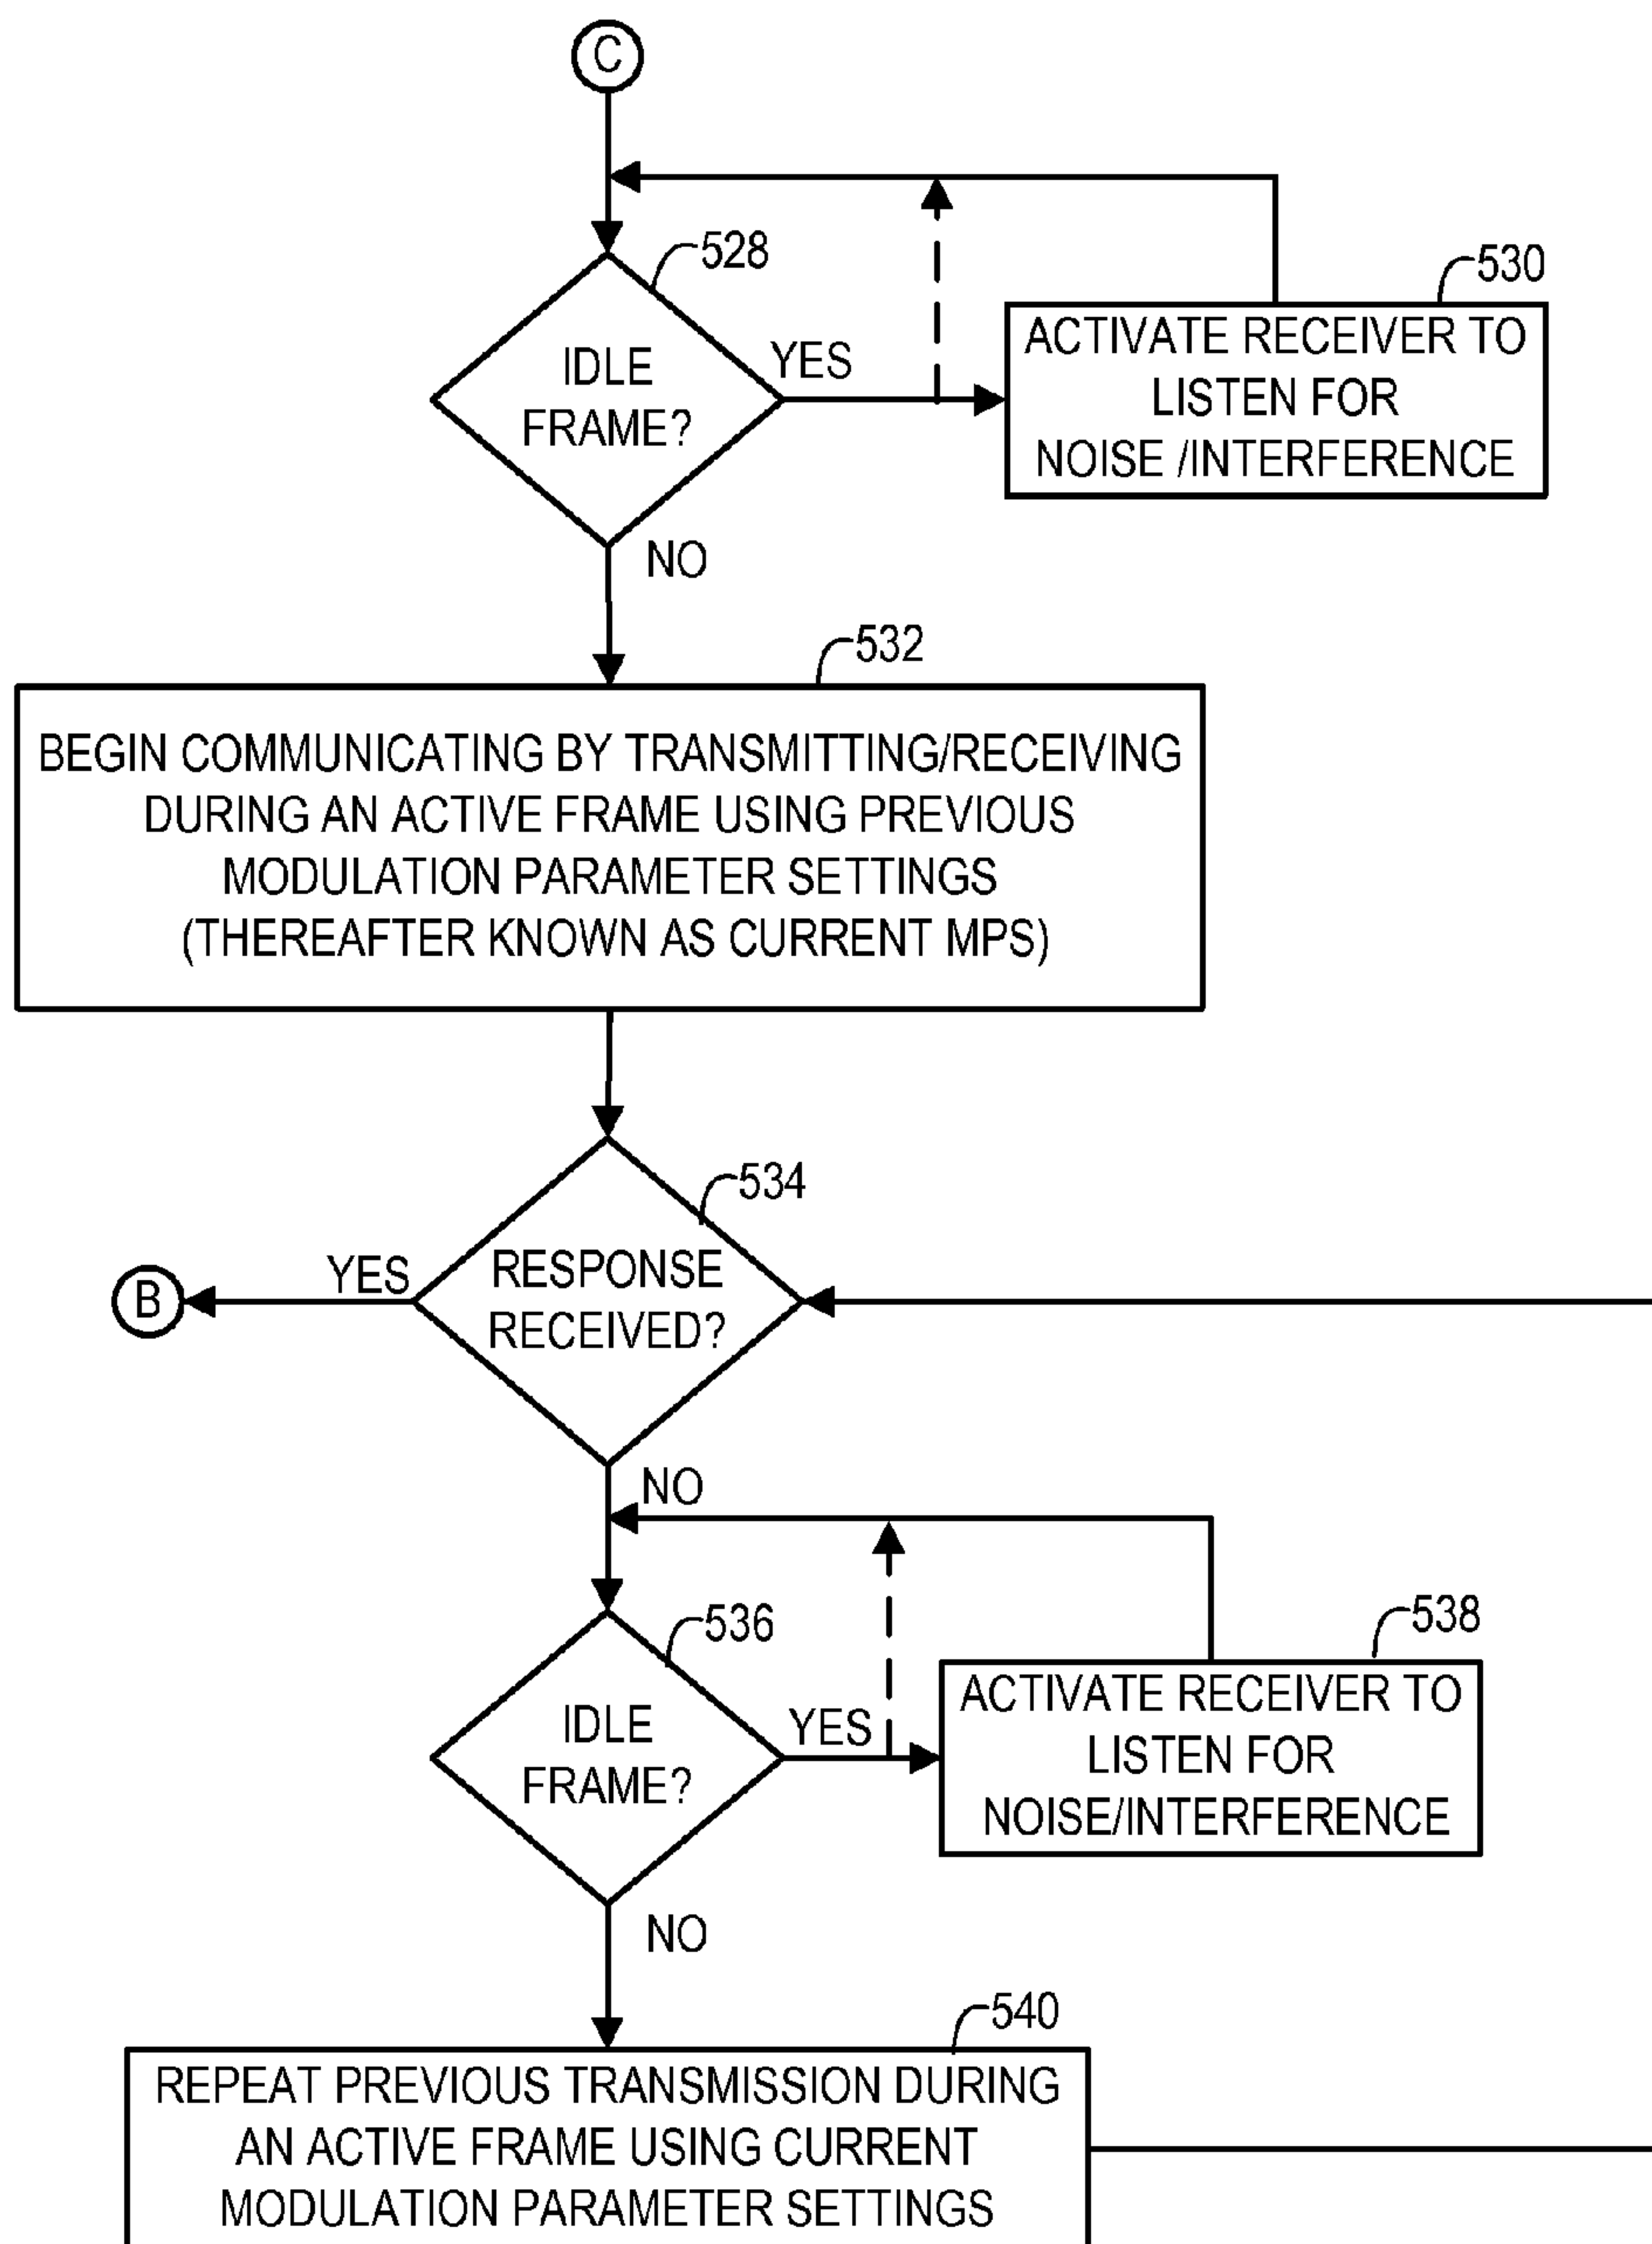 C
528
530
IDLE
FRAME?
YES
ACTIVATE RECEIVER TO
LISTEN FOR
NOISE /INTERFERENCE
NO
532
BEGIN COMMUNICATING BY TRANSMITTING/RECEIVING
DURING AN ACTIVE FRAME USING PREVIOUS
MODULATION PARAMETER SETTINGS
(THEREAFTER KNOWN AS CURRENT MPS)
534
B
YES
RESPONSE
RECEIVED?
NO
536
538
IDLE
FRAME?
YES
ACTIVATE RECEIVER TO
LISTEN FOR
NOISE/INTERFERENCE
NO
540
REPEAT PREVIOUS TRANSMISSION DURING
AN ACTIVE FRAME USING CURRENT
MODULATION PARAMETER SETTINGS